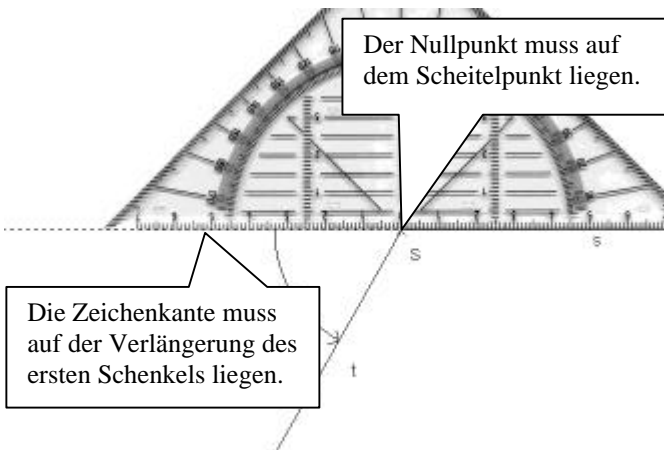 Der Nullpunkt muss auf
dem Scheitelpunkt liegen.
S
s
Die Zeichenkante muss
auf der Verlängerung des
ersten Schenkels liegen.
t